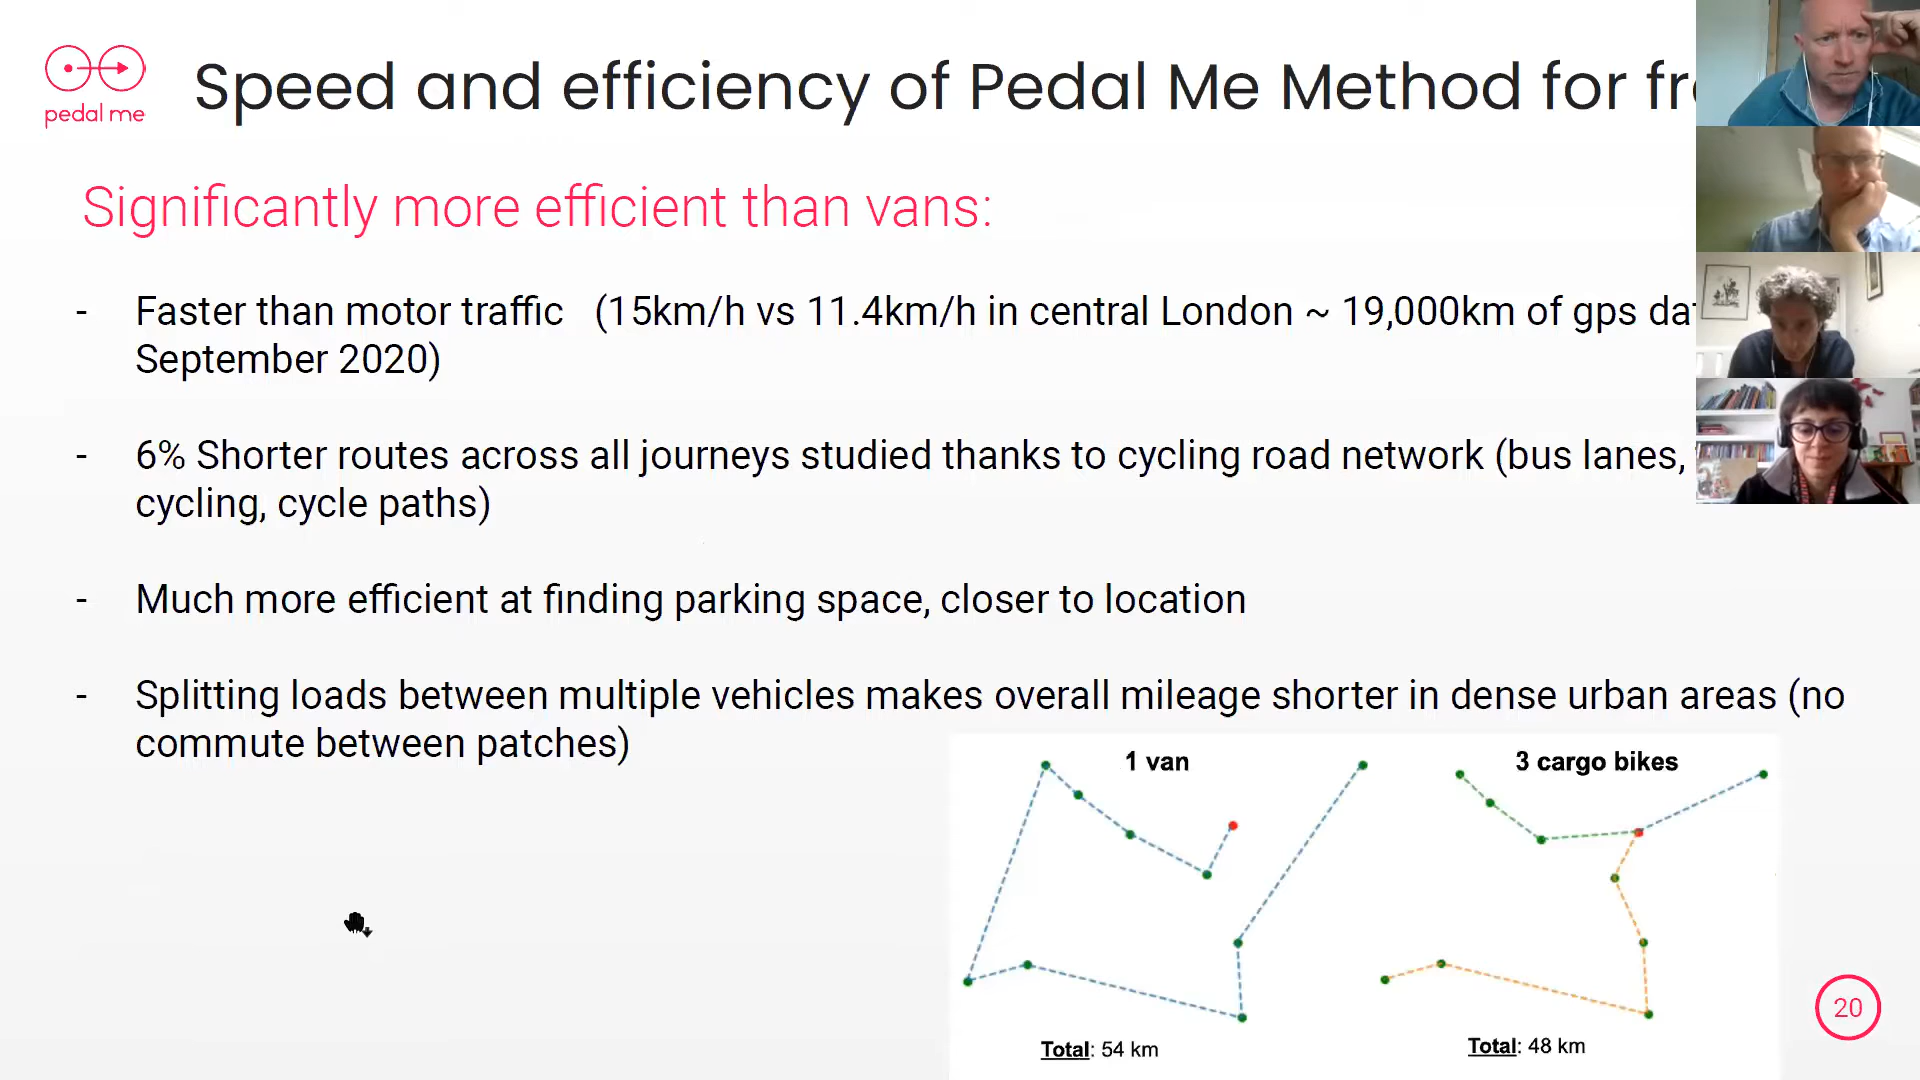 pedal me
Speed and efficiency of Pedal Me Method for
Significantly more efficient than vans:
- Faster than motor traffic (15km/h vs 11.4km/h in central London ~ 19,000km of gps
September 2020)
- 6% Shorter routes across all journeys studied thanks to cycling road network (bus lanes,
cycling, cycle paths)
- Much more efficient at finding parking space, closer to location
- Splitting loads between multiple vehicles makes overall mileage shorter in dense urban areas (no
commute between patches)
1 van
3 cargo bikes
Total: 54 km
Total: 48 km
20